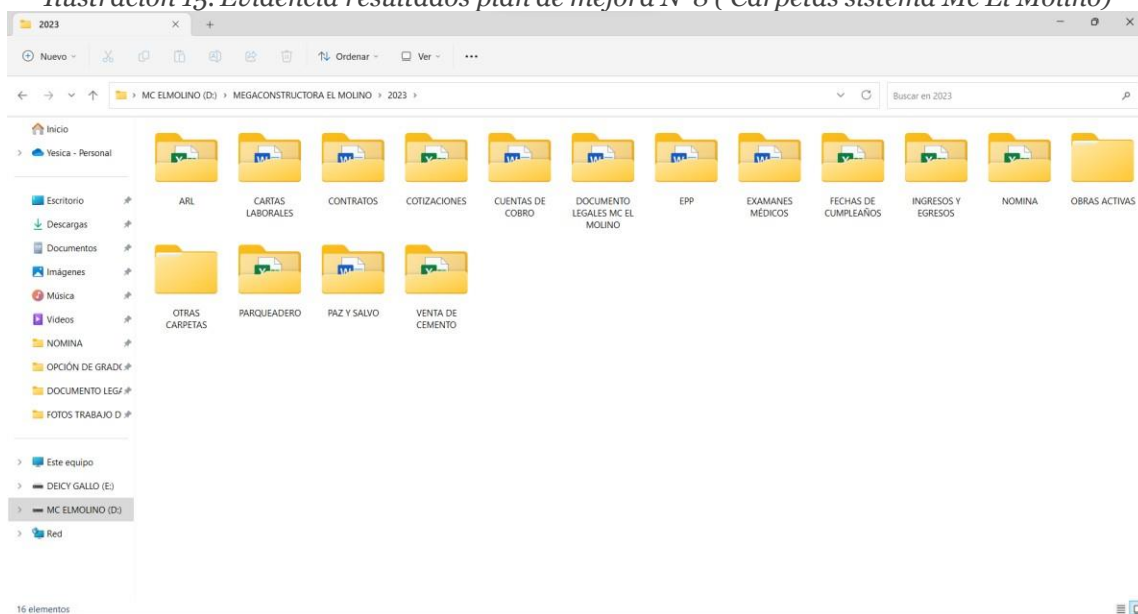 Ilustración 15. Evidencia resultados plan de mejora N°8 ( Carpetas sistema Mc El Molino)
2023
Nuevo
Ordenar
Ver
MC ELMOLINO (D:) > MEGACONSTRUCTORA EL MOLINO > 2023 >
Buscar en 2023
Inicio
Yesica - Personal
Escritorio
Descargas
Documentos
Imágenes
Música
Videos
NOMINA
OPCIÓN DE GRADO
DOCUMENTO LEGA
FOTOS TRABAJO D
Este equipo
DEICY GALLO (E:)
MC ELMOLINO (D:)
Red
ARL
CARTAS
LABORALES
CONTRATOS
COTIZACIONES
CUENTAS DE
COBRO
DOCUMENTO
LEGALES MC EL
MOLINO
EPP
EXAMANES
MÉDICOS
FECHAS DE
CUMPLEAÑOS
INGRESOS Y
EGRESOS
NOMINA
OBRAS ACTIVAS
OTRAS
CARPETAS
PARQUEADERO
PAZ Y SALVO
VENTA DE
CEMENTO
16 elementos